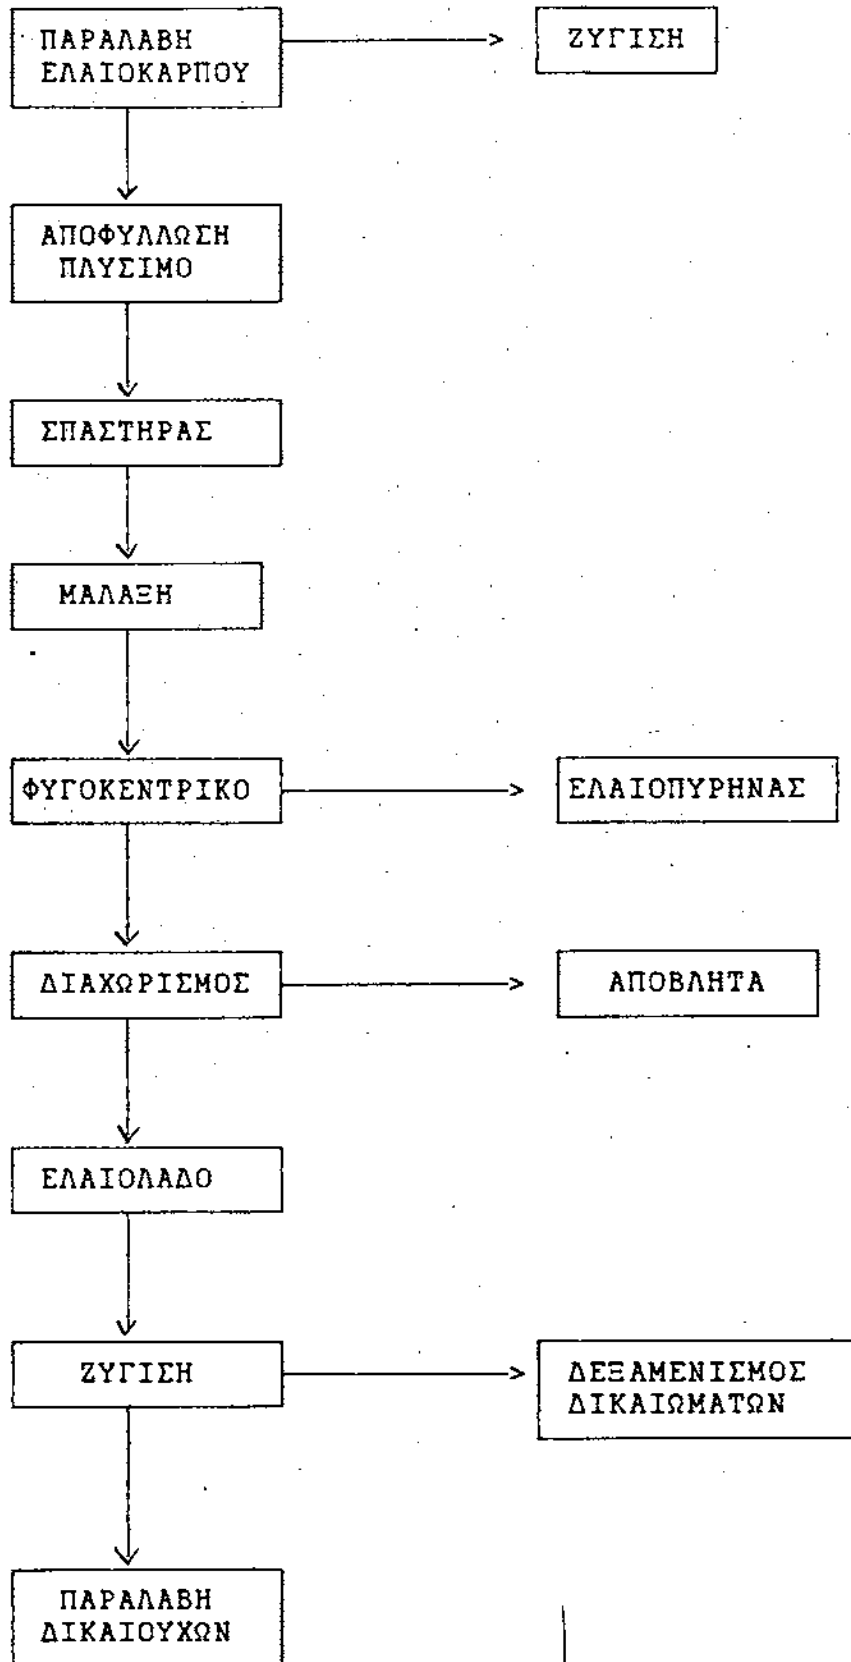 ΠΑΡΑΛΑΒΗ
ΕΛΑΙΟΚΑΡΠΟΥ
ΖΥΓΙΣΗ
ΑΠΟΦΥΛΛΩΣΗ
ΠΛΥΣΙΜΟ
ΣΠΑΣΤΗΡΑΣ
ΜΑΛΑΞΗ
ΦΥΓΟΚΕΝΤΡΙΚΟ
ΕΛΑΙΟΠΥΡΗΝΑΣ
ΔΙΑΧΩΡΙΣΜΟΣ
ΑΠΟΒΛΗΤΑ
ΕΛΑΙΟΛΑΔΟ
ΖΥΓΙΣΗ
ΔΕΞΑΜΕΝΙΣΜΟΣ
ΔΙΚΑΙΩΜΑΤΩΝ
ΠΑΡΑΛΑΒΗ
ΔΙΚΑΙΟΥΧΩΝ